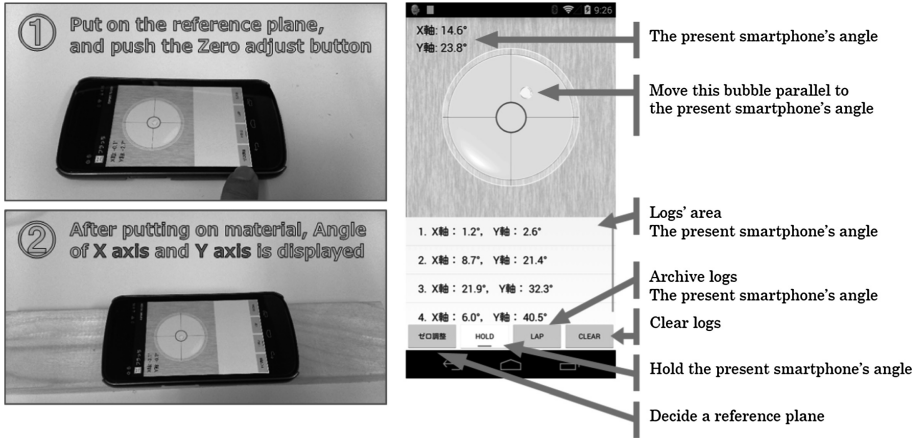 ① Put on the reference plane,
and push the Zero adjust button
② After putting on material, Angle
of X axis and Y axis is displayed
9:26
X軸: 14.6°
Y軸: 23.8°
1. X軸： 1.2°, Y軸： 2.6°
2. X軸： 8.7°, Y軸： 21.4°
3. X軸： 21.9°, Y軸： 32.3°
4. X軸： 6.0°, Y軸： 40.5°
ゼロ調整 HOLD LAP CLEAR
The present smartphone's angle
Move this bubble parallel to
the present smartphone's angle
Logs' area
The present smartphone's angle
Archive logs
The present smartphone's angle
Clear logs
Hold the present smartphone's angle
Decide a reference plane